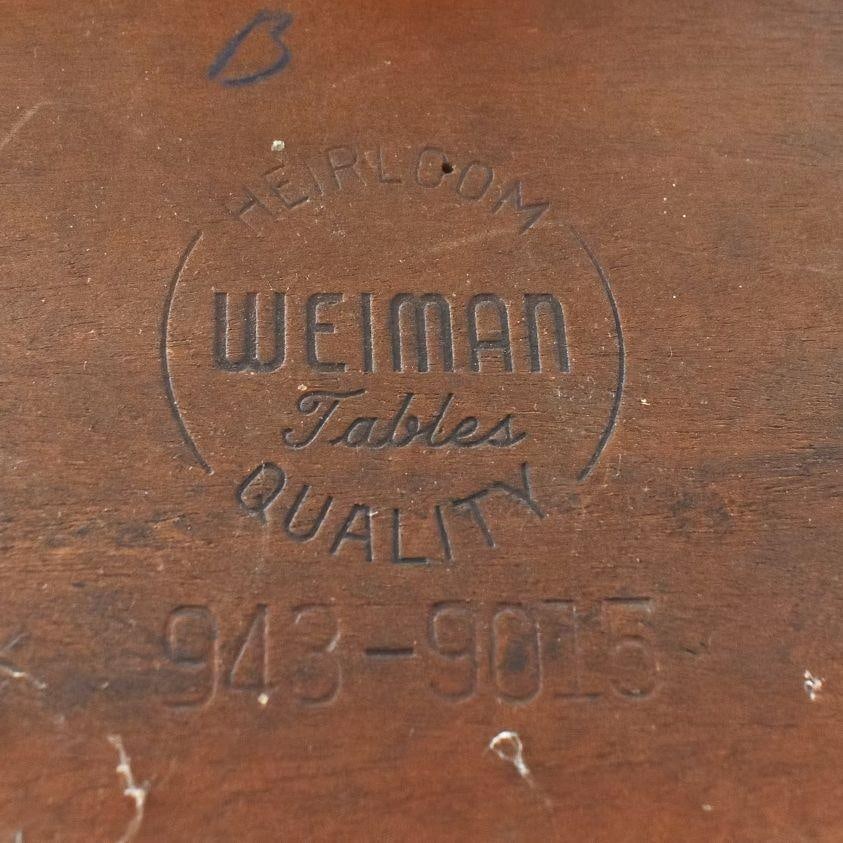 B
HEIRLOOM
WEIMAN
Tables
QUALITY
943-9015